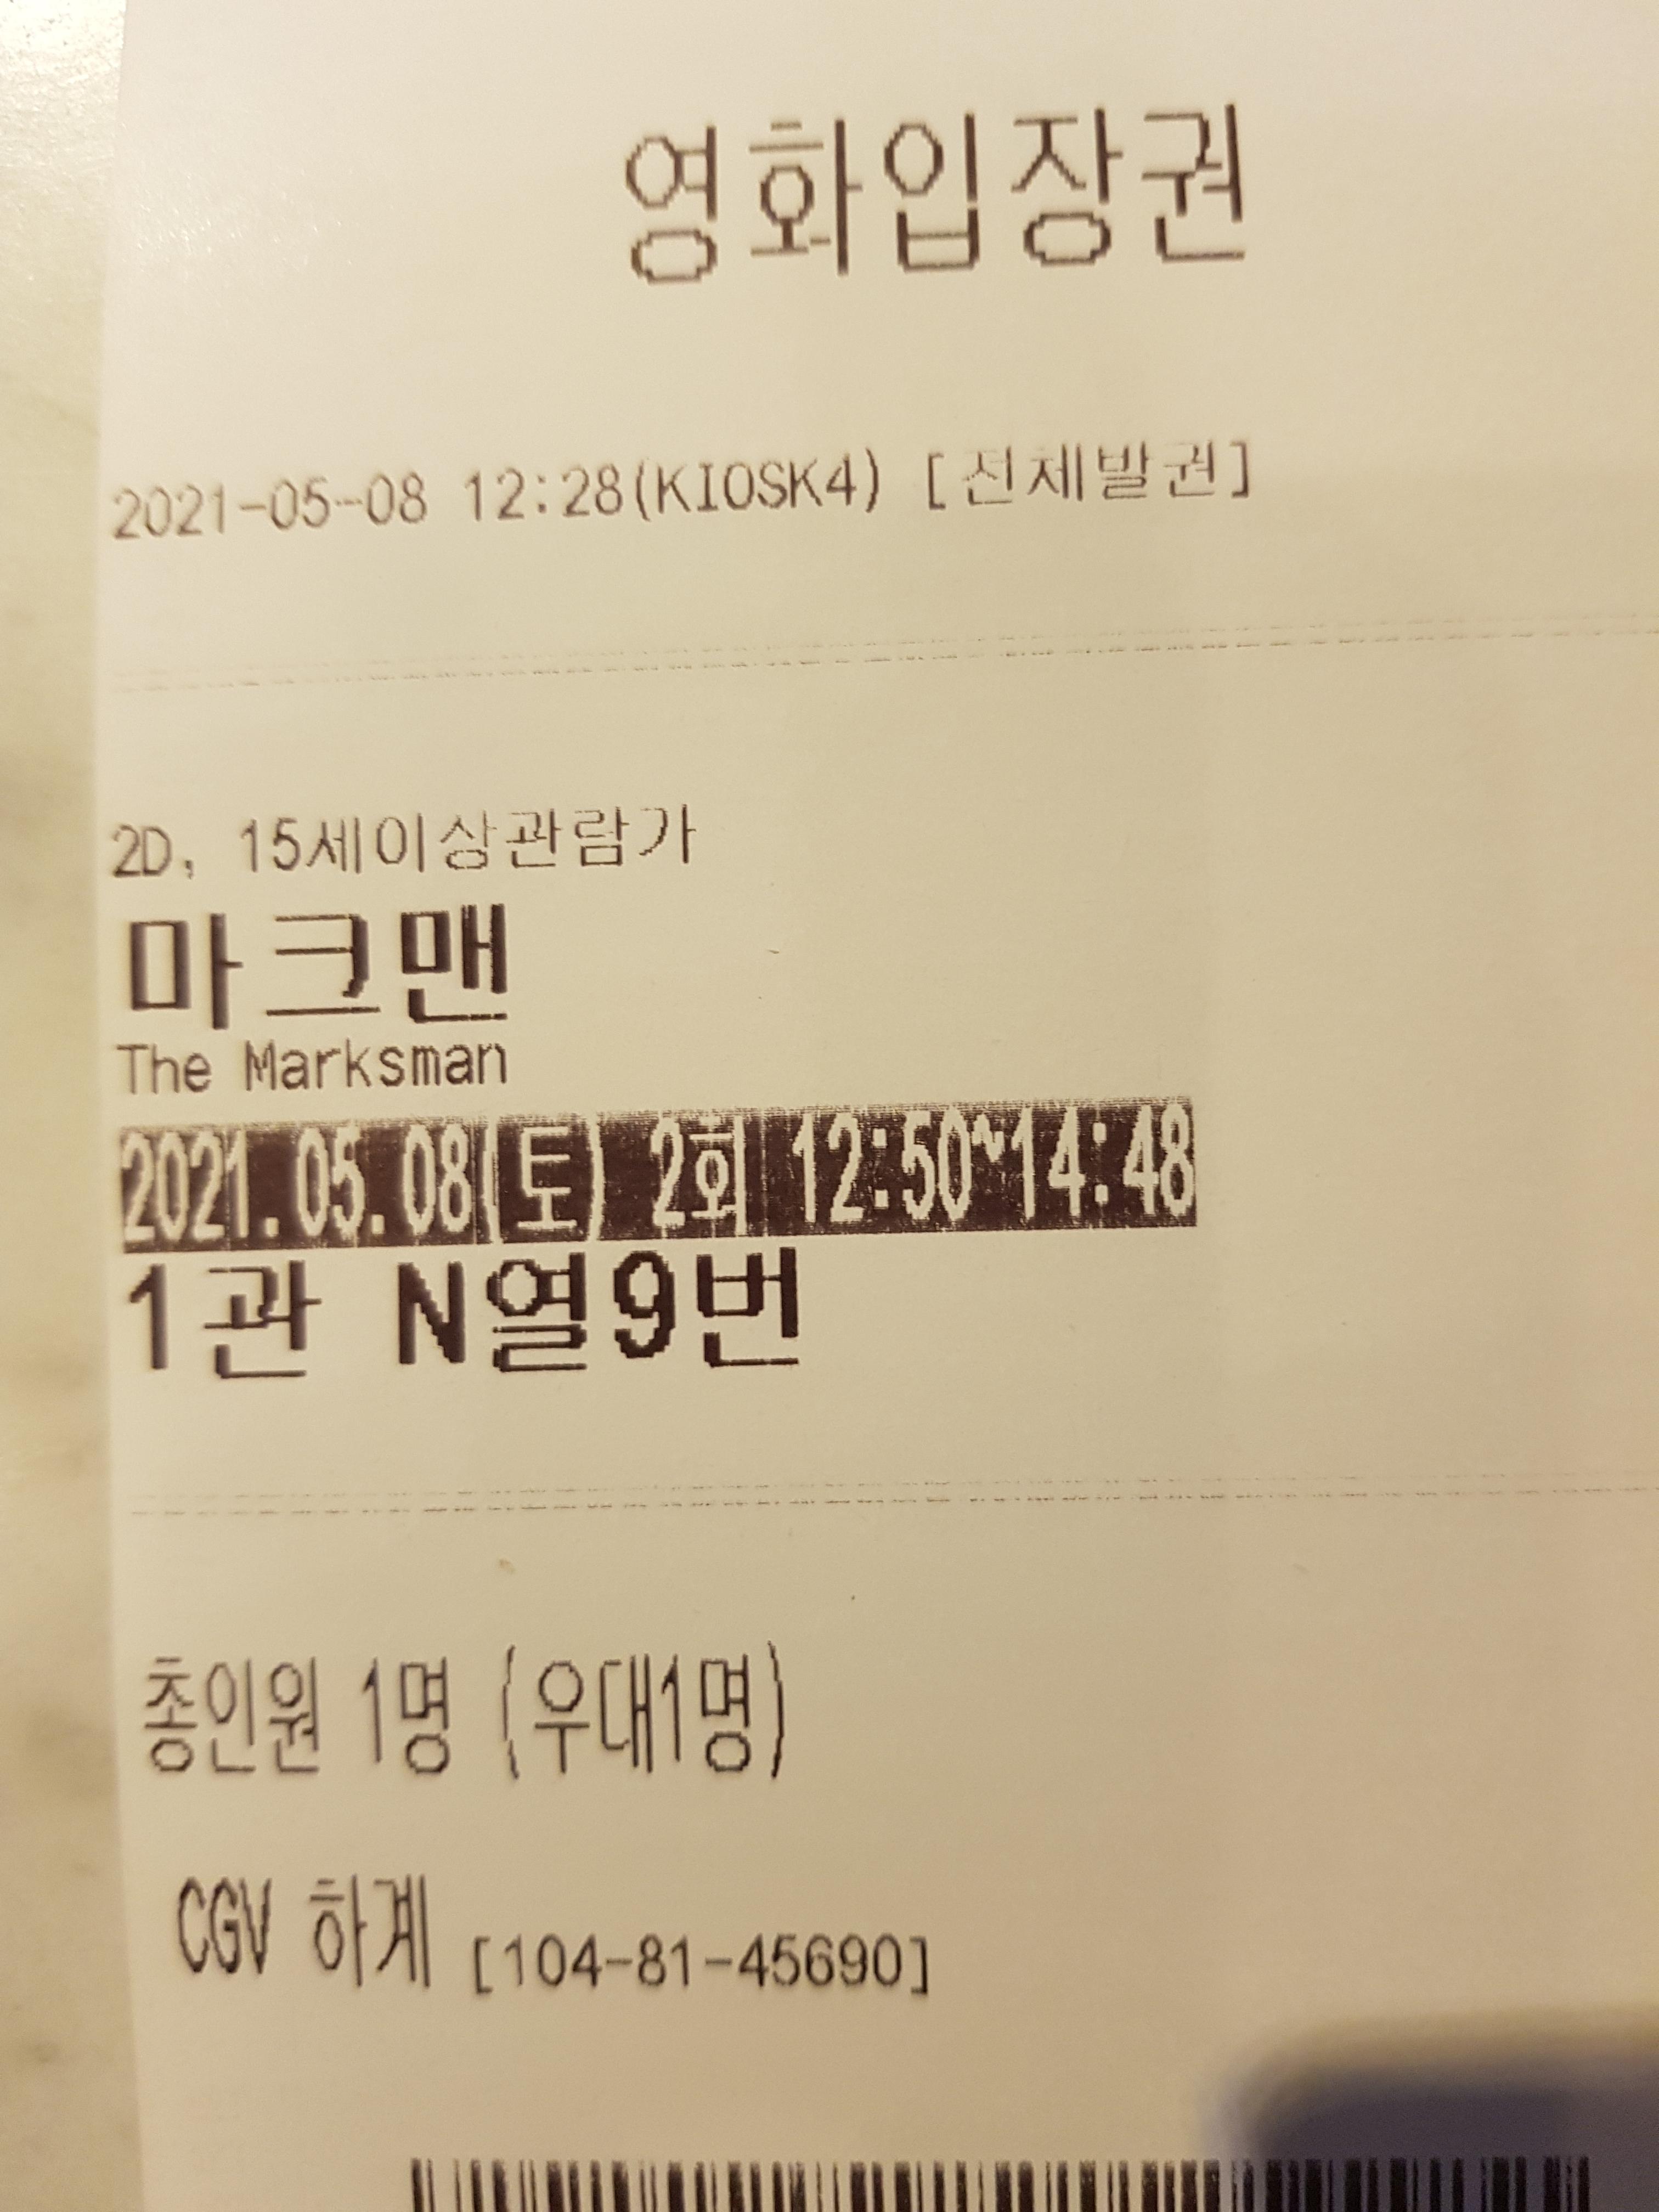 영화입장권
2021-05-08 12:28(KIOSK4) [전체발권]
2D, 15세이상관람가
마크맨
The Marksman
2021.05.08(토) 2회 12:50~14:48
1관 N열9번
총인원 1명 (우대1명)
CGV 하계 [104-81-45690]